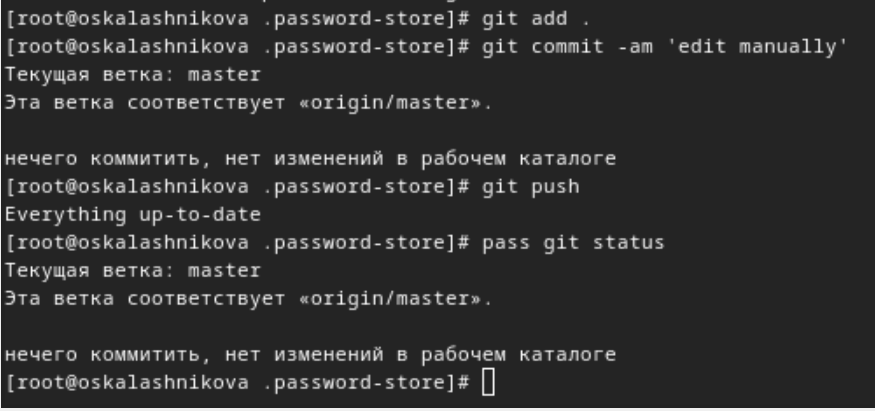 [root@oskalashnikova .password-store]# git add .
[root@oskalashnikova .password-store]# git commit -am 'edit manually'
Текущая ветка: master
Эта ветка соответствует «origin/master».
нечего коммитить, нет изменений в рабочем каталоге
[root@oskalashnikova .password-store]# git push
Everything up-to-date
[root@oskalashnikova .password-store]# pass git status
Текущая ветка: master
Эта ветка соответствует «origin/master».
нечего коммитить, нет изменений в рабочем каталоге
[root@oskalashnikova .password-store]#